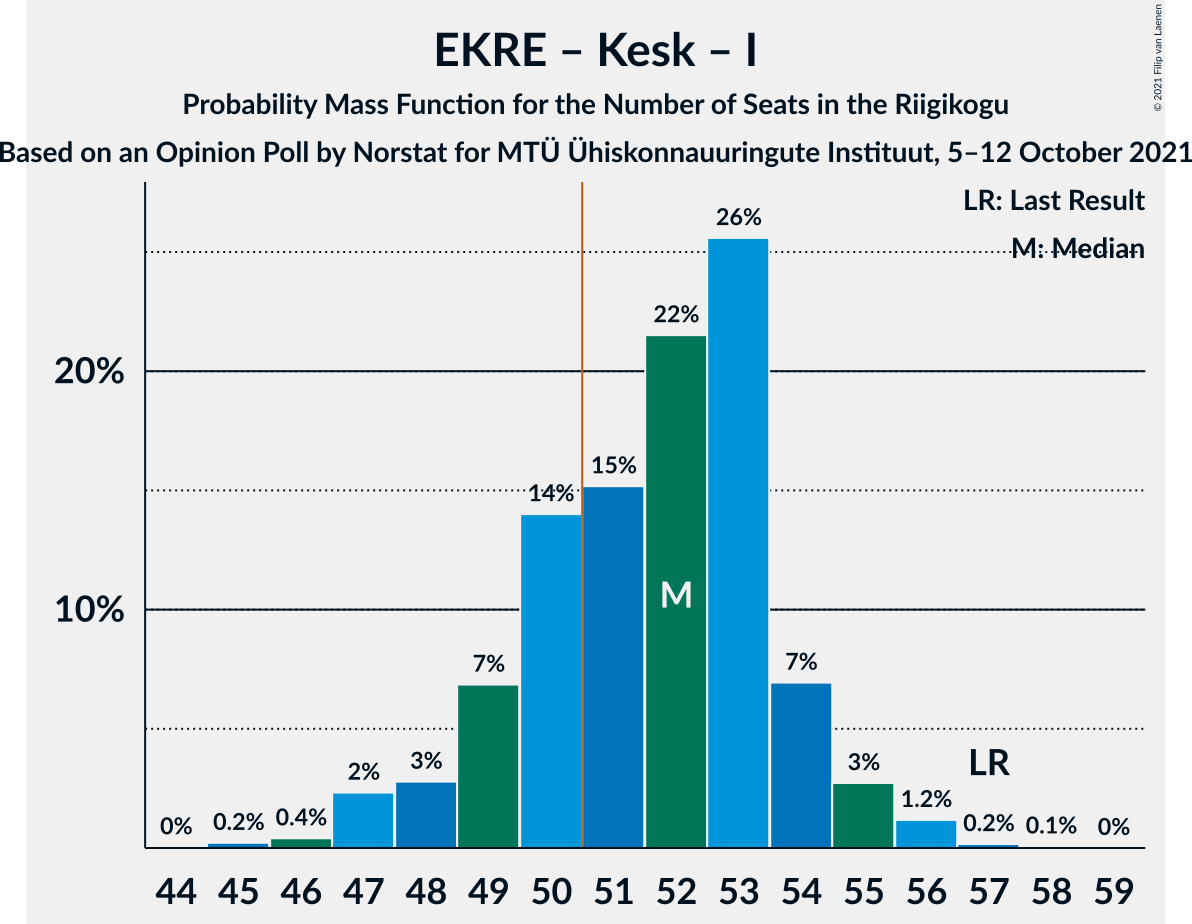 EKRE – Kesk – I
Probability Mass Function for the Number of Seats in the Riigikogu
Based on an Opinion Poll by Norstat for MTÜ Ühiskonnauuringute Instituut, 5–12 October 2021
© 2021 Filip van Laenen
LR: Last Result
M: Median
26%
22%
20%
15%
14%
M
10%
7%
7%
LR
3%
3%
2%
1.2%
0%
0.2%
0.4%
0.2%
0.1%
0%
44 45 46 47 48 49 50 51 52 53 54 55 56 57 58 59